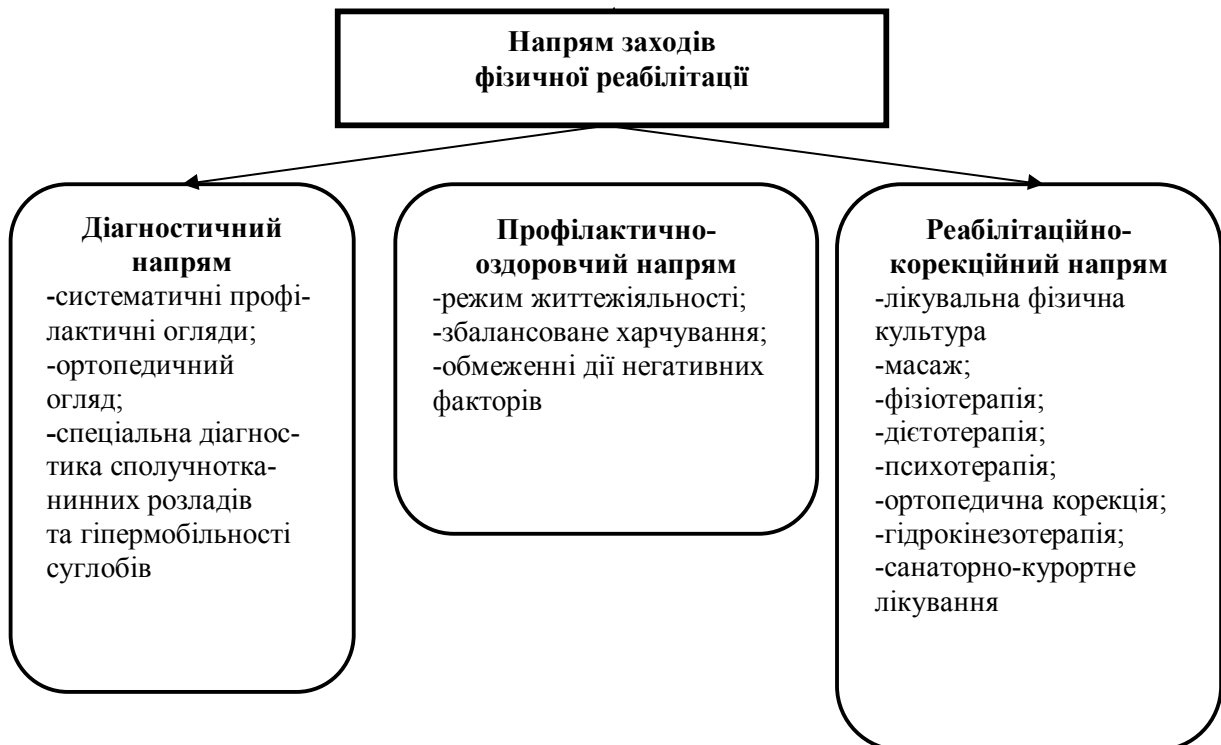 Напрям заходів
фізичної реабілітації
Діагностичний
напрям
-систематичні профі-
лактичні огляди;
-ортопедичний
огляд;
-спеціальна діагнос-
тика сполучнотка-
нинних розладів
та гіпермобільності
суглобів
Профілактично-
оздоровчий напрям
-режим життежіяльності;
-збалансоване харчування;
-обмеженні дії негативних
факторів
Реабілітаційно-
корекційний напрям
-лікувальна фізична
культура
-масаж;
-фізіотерапія;
-дієтотерапія;
-психотерапія;
-ортопедична корекція;
-гідрокінезотерапія;
-санаторно-курортне
лікування